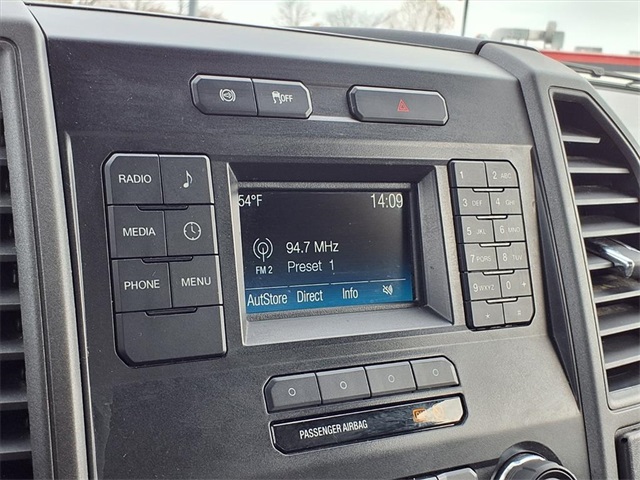 OFF
RADIO
MEDIA
PHONE MENU
54°F 14:09
94.7 MHz
FM 2 Preset 1
AutoStore Direct Info
1 2 ABC
3 DEF 4 GHI
5 JKL 6 MNO
7 PQRS 8 TUV
9 WXYZ 0 +
* #
PASSENGER AIRBAG